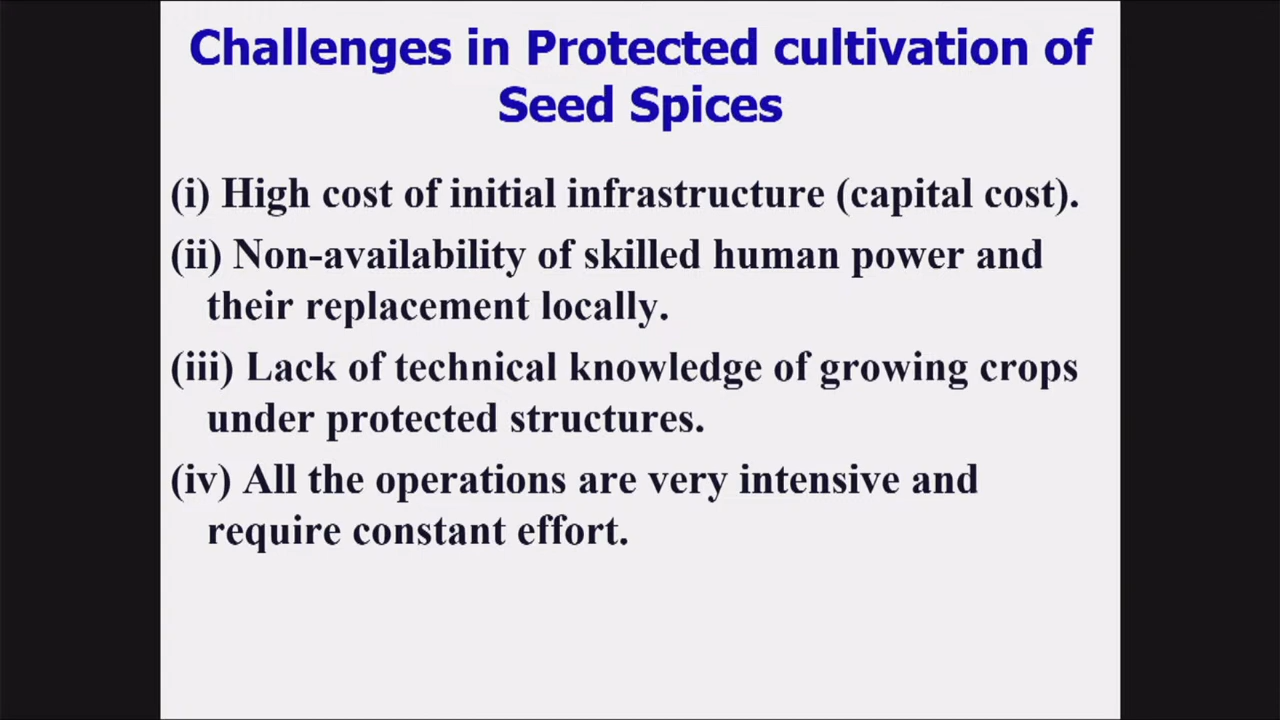 Challenges in Protected cultivation of
Seed Spices
(i) High cost of initial infrastructure (capital cost).
(ii) Non-availability of skilled human power and
their replacement locally.
(iii) Lack of technical knowledge of growing crops
under protected structures.
(iv) All the operations are very intensive and
require constant effort.